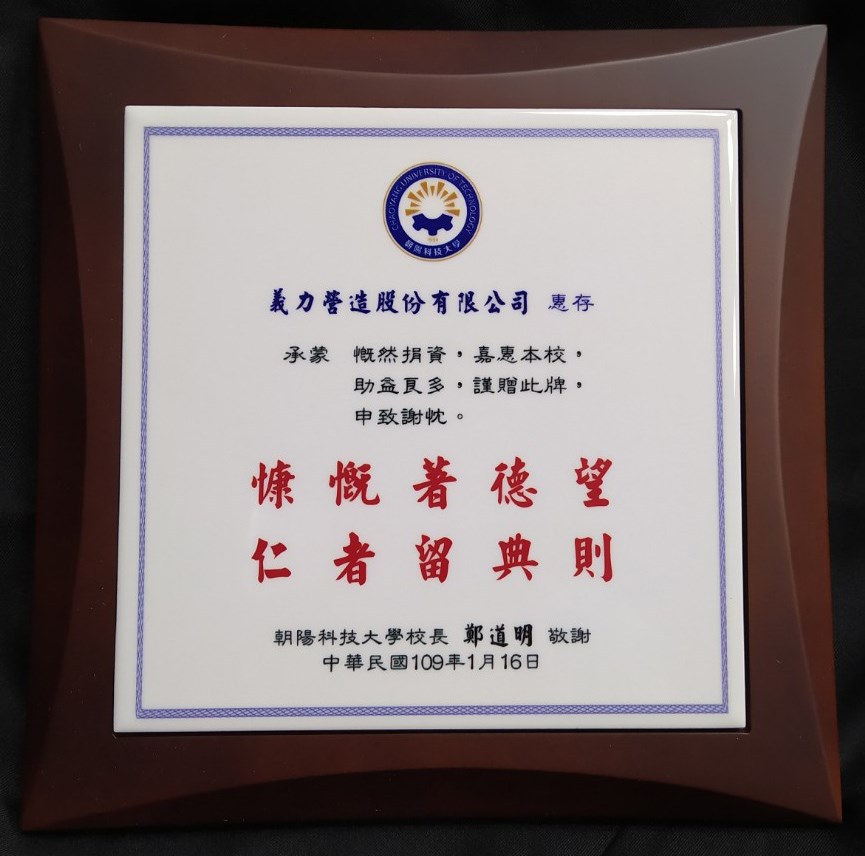 CHAOYANG UNIVERSITY OF TECHNOLOGY
1994
朝陽科技大學
義力營造股份有限公司 惠存
承蒙 慨然捐資，嘉惠本校，
助益良多，謹贈此牌，
申致謝忱。
慷慨著德望
仁者留典則
朝陽科技大學校長 鄭道明 敬謝
中華民國109年1月16日